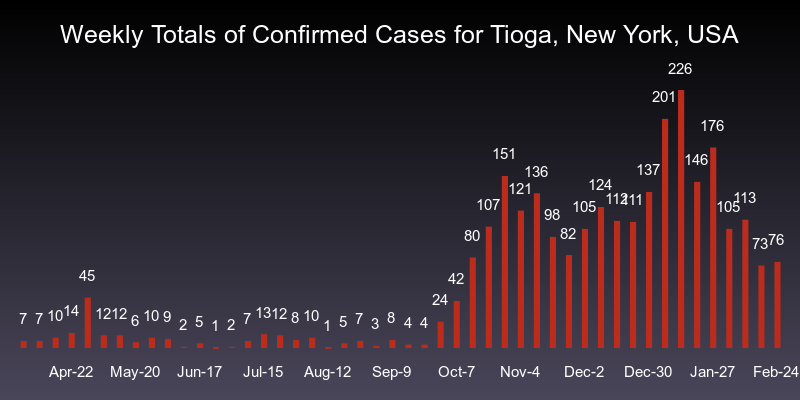 Weekly Totals of Confirmed Cases for Tioga, New York, USA
7 7 10 14 45 12 12 6 10 9 2 5 1 2 7 13 12 8 10 1 5 7 3 8 4 4 24 42 80 107 151 121 136 98 82 105 124 112 111 137 201 226 146 176 105 113 73 76
Apr-22 May-20 Jun-17 Jul-15 Aug-12 Sep-9 Oct-7 Nov-4 Dec-2 Dec-30 Jan-27 Feb-24